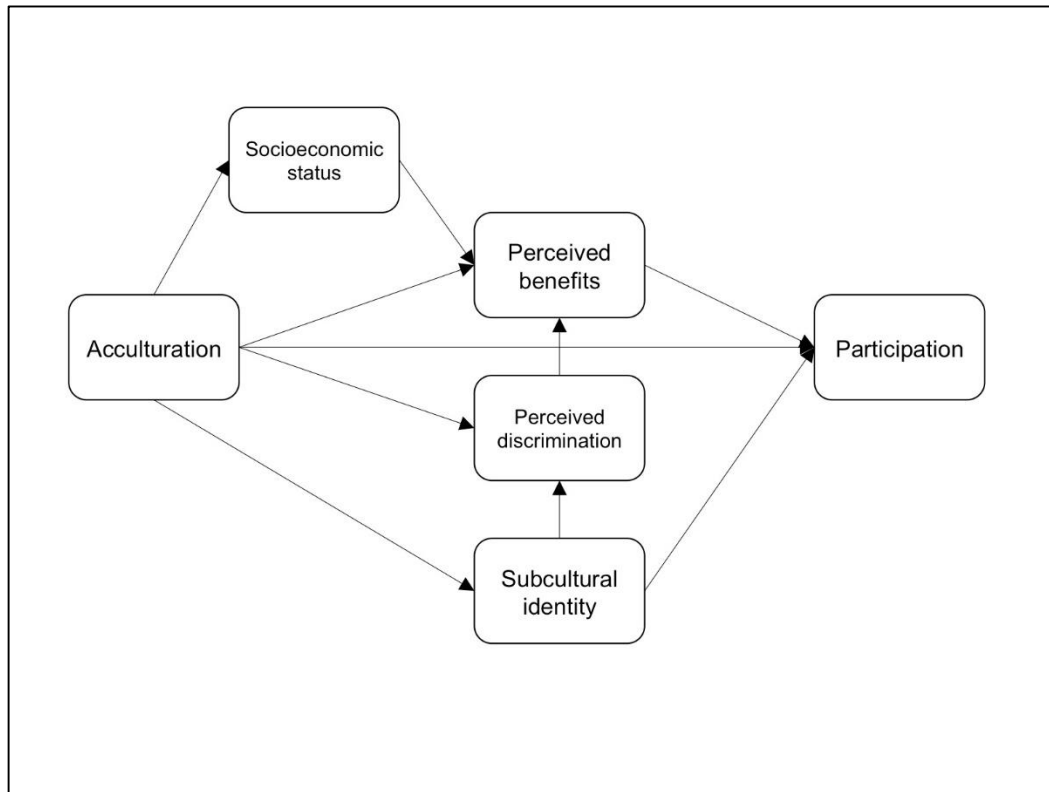 Socioeconomic
status
Perceived
benefits
Acculturation
Participation
Perceived
discrimination
Subcultural
identity